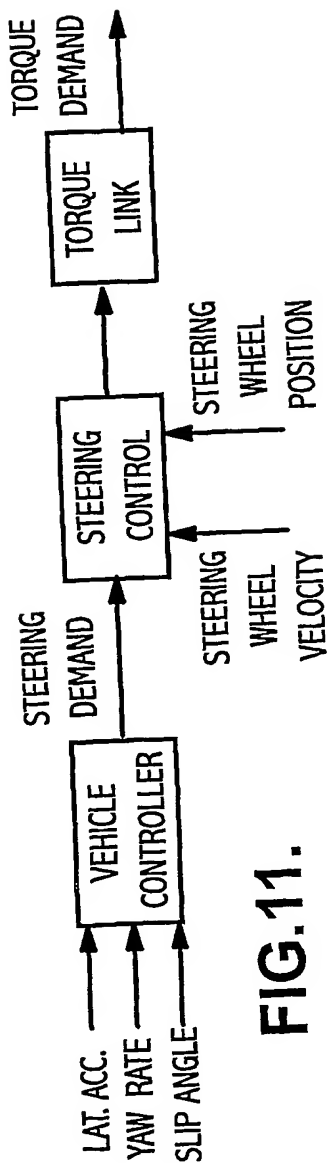 LAT. ACC.
YAW RATE
SLIP ANGLE
VEHICLE
CONTROLLER
STEERING
DEMAND
STEERING
CONTROL
STEERING
WHEEL
VELOCITY
STEERING
WHEEL
POSITION
TORQUE
LINK
TORQUE
DEMAND
FIG.11.